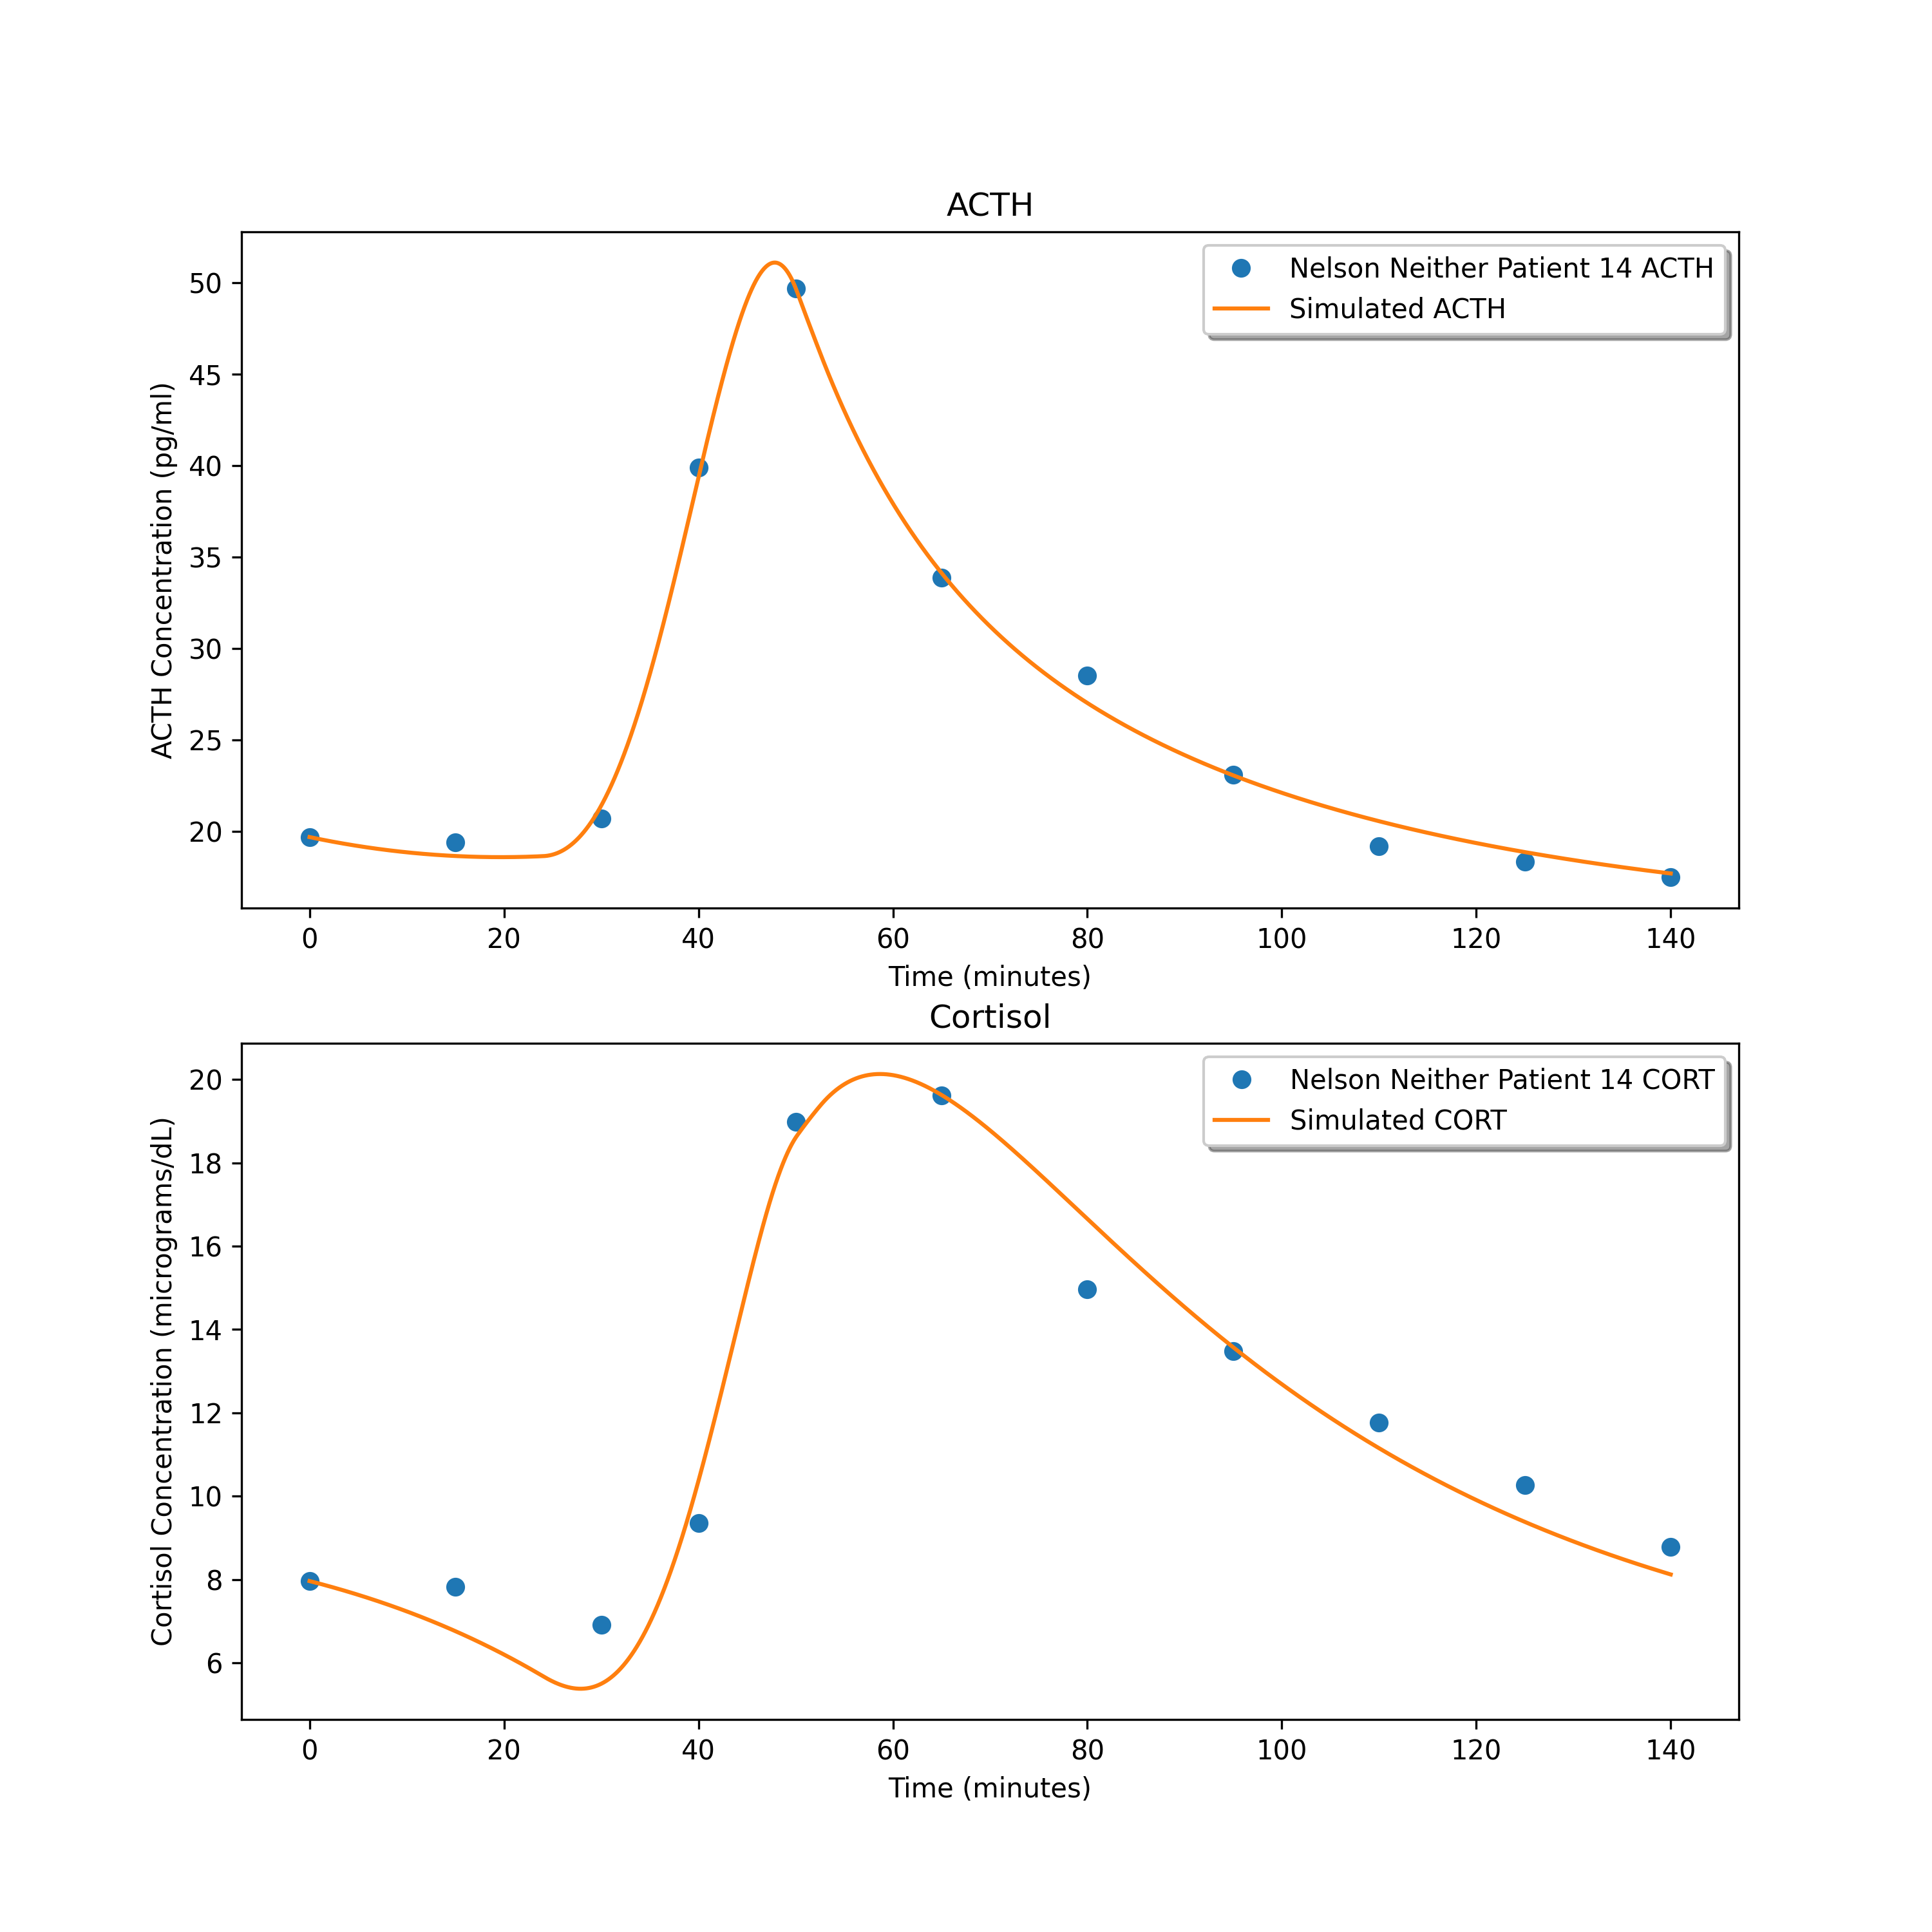 ACTH
Nelson Neither Patient 14 ACTH
Simulated ACTH
ACTH Concentration (pg/ml)
50
45
40
35
30
25
20
0 20 40 60 80 100 120 140
Time (minutes)
Cortisol
Nelson Neither Patient 14 CORT
Simulated CORT
Cortisol Concentration (micrograms/dL)
20
18
16
14
12
10
8
6
0 20 40 60 80 100 120 140
Time (minutes)